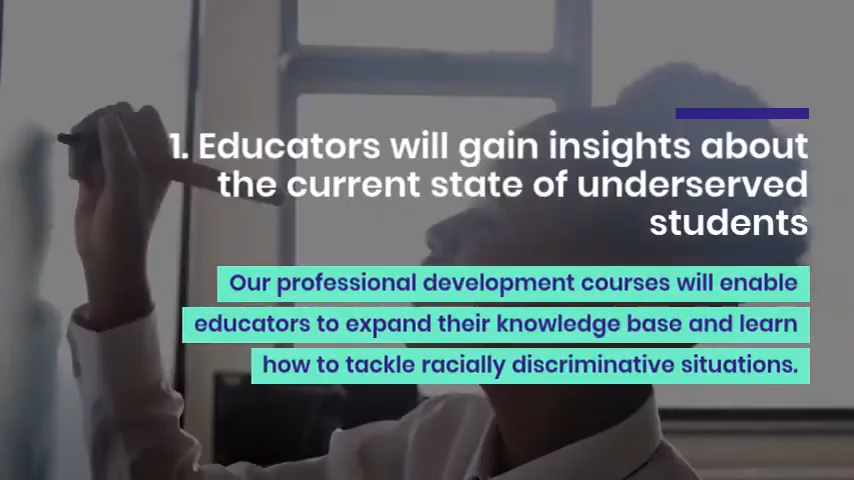 1. Educators will gain insights about
the current state of underserved
students
Our professional development courses will enable
educators to expand their knowledge base and learn
how to tackle racially discriminative situations.